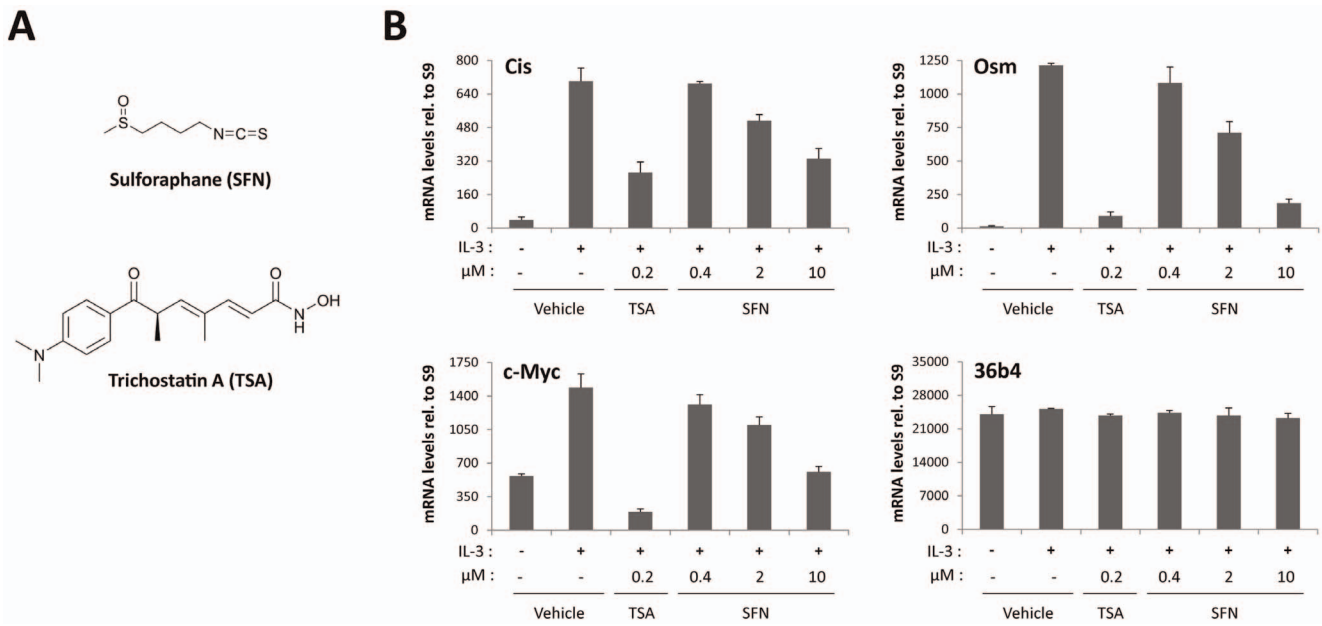 A
O
S
N=C=S
Sulforaphane (SFN)
O
O
N
H
OH
N
Trichostatin A (TSA)
B
Cis
mRNA levels rel. to S9
800
640
480
320
160
0
IL-3 : - + + + + +
μM : - - 0.2 0.4 2 10
Vehicle TSA SFN
Osm
mRNA levels rel. to S9
1250
1000
750
500
250
0
IL-3 : - + + + + +
μM : - - 0.2 0.4 2 10
Vehicle TSA SFN
c-Myc
mRNA levels rel. to S9
1750
1400
1050
700
350
0
IL-3 : - + + + + +
μM : - - 0.2 0.4 2 10
Vehicle TSA SFN
36b4
mRNA levels rel. to S9
35000
28000
21000
14000
7000
0
IL-3 : - + + + + +
μM : - - 0.2 0.4 2 10
Vehicle TSA SFN